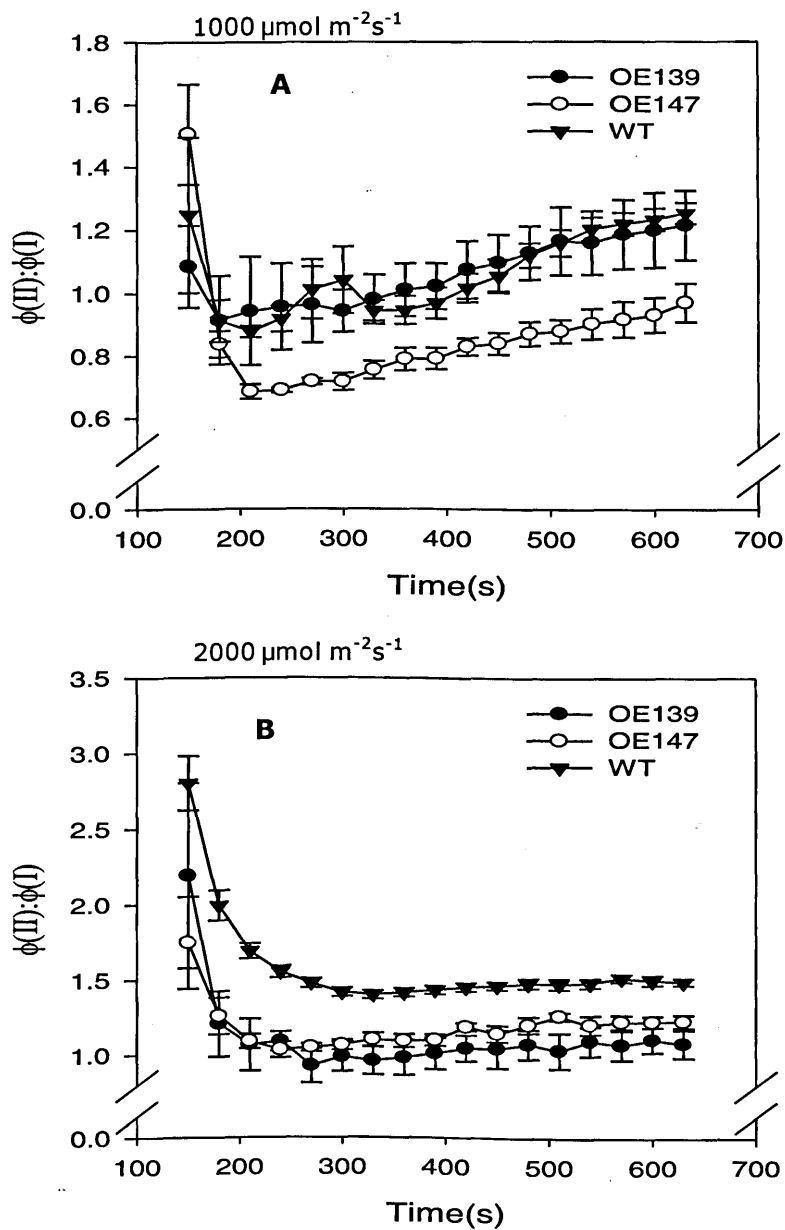 1000 µmol m⁻²s⁻¹
1.8
1.6
1.4
1.2
1.0
0.8
0.6
0.0
ϕ(II):ϕ(I)
A
OE139
OE147
WT
100 200 300 400 500 600 700
Time(s)
2000 µmol m⁻²s⁻¹
3.5
3.0
2.5
2.0
1.5
1.0
0.0
ϕ(II):ϕ(I)
B
OE139
OE147
WT
100 200 300 400 500 600 700
Time(s)